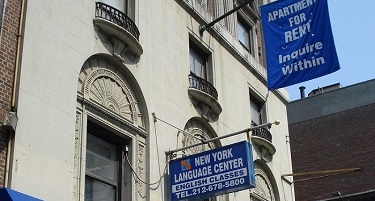 APARTMENT
FOR
RENT
Inquire
Within
NEW YORK
LANGUAGE CENTER
ENGLISH CLASSES
TEL.212-678-5800